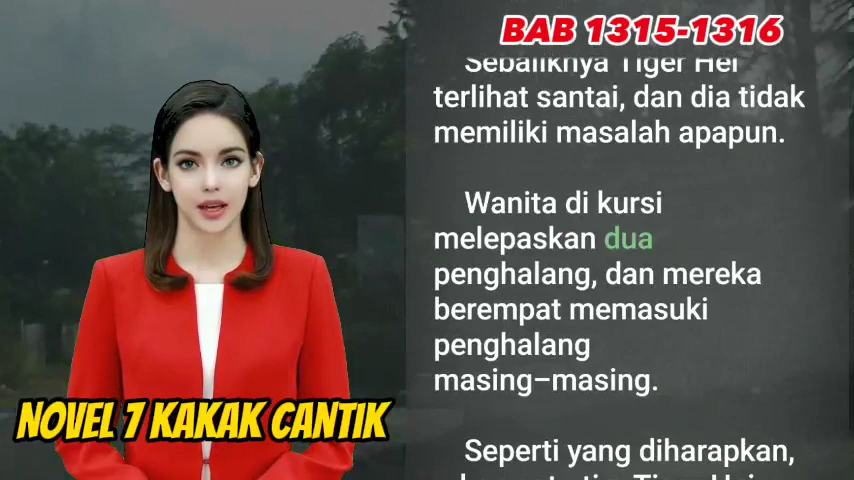 BAB 1315-1316
Sebaliknya Tiger Hei
terlihat santai, dan dia tidak
memiliki masalah apapun.
Wanita di kursi
melepaskan dua
penghalang, dan mereka
berempat memasuki
penghalang
masing–masing.
Seperti yang diharapkan,
NOVEL 7 KAKAK CANTIK